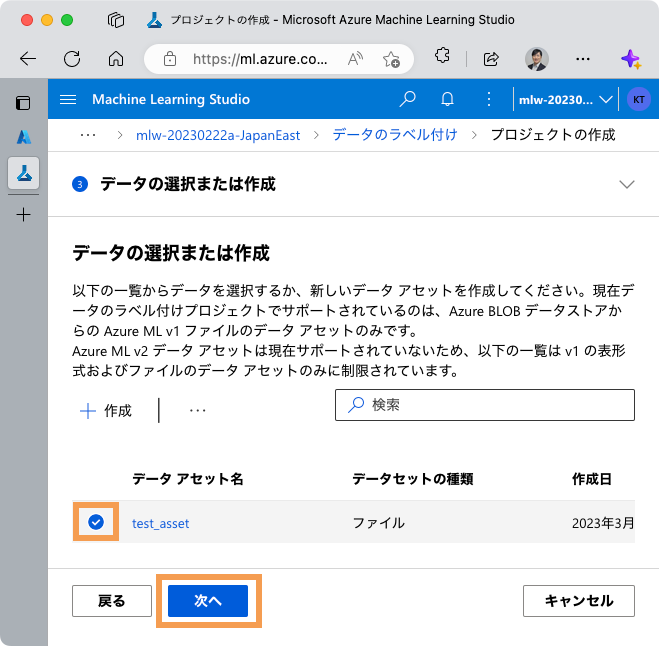 プロジェクトの作成 - Microsoft Azure Machine Learning Studio
https://ml.azure.co...
Machine Learning Studio
mlw-20230...
KT
mlw-20230222a-JapanEast > データのラベル付け > プロジェクトの作成
3 データの選択または作成
データの選択または作成
以下の一覧からデータを選択するか、新しいデータ アセットを作成してください。現在デ
ータのラベル付けプロジェクトでサポートされているのは、Azure BLOB データストアか
らの Azure ML v1 ファイルのデータ アセットのみです。
Azure ML v2 データ アセットは現在サポートされていないため、以下の一覧は v1 の表形
式およびファイルのデータ アセットのみに制限されています。
作成
検索
データ アセット名 データセットの種類 作成日
test_asset ファイル 2023年3月
戻る 次へ キャンセル